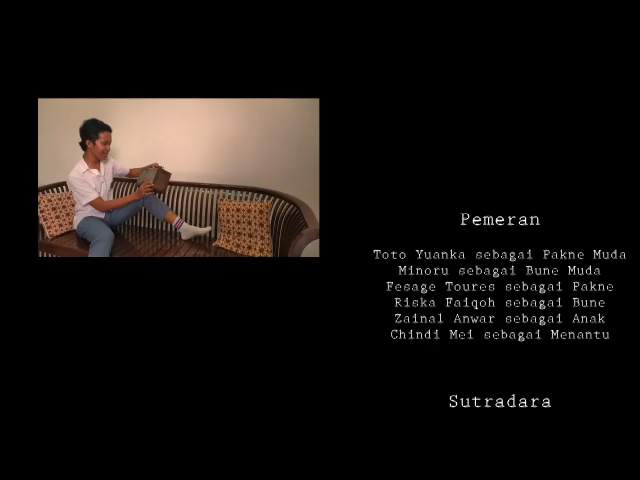 Pemeran
Toto Yuanka sebagai Pakne Muda
Minoru sebagai Bune Muda
Fesage Toures sebagai Pakne
Riska Faiqoh sebagai Bune
Zainal Anwar sebagai Anak
Chindi Mei sebagai Menantu
Sutradara